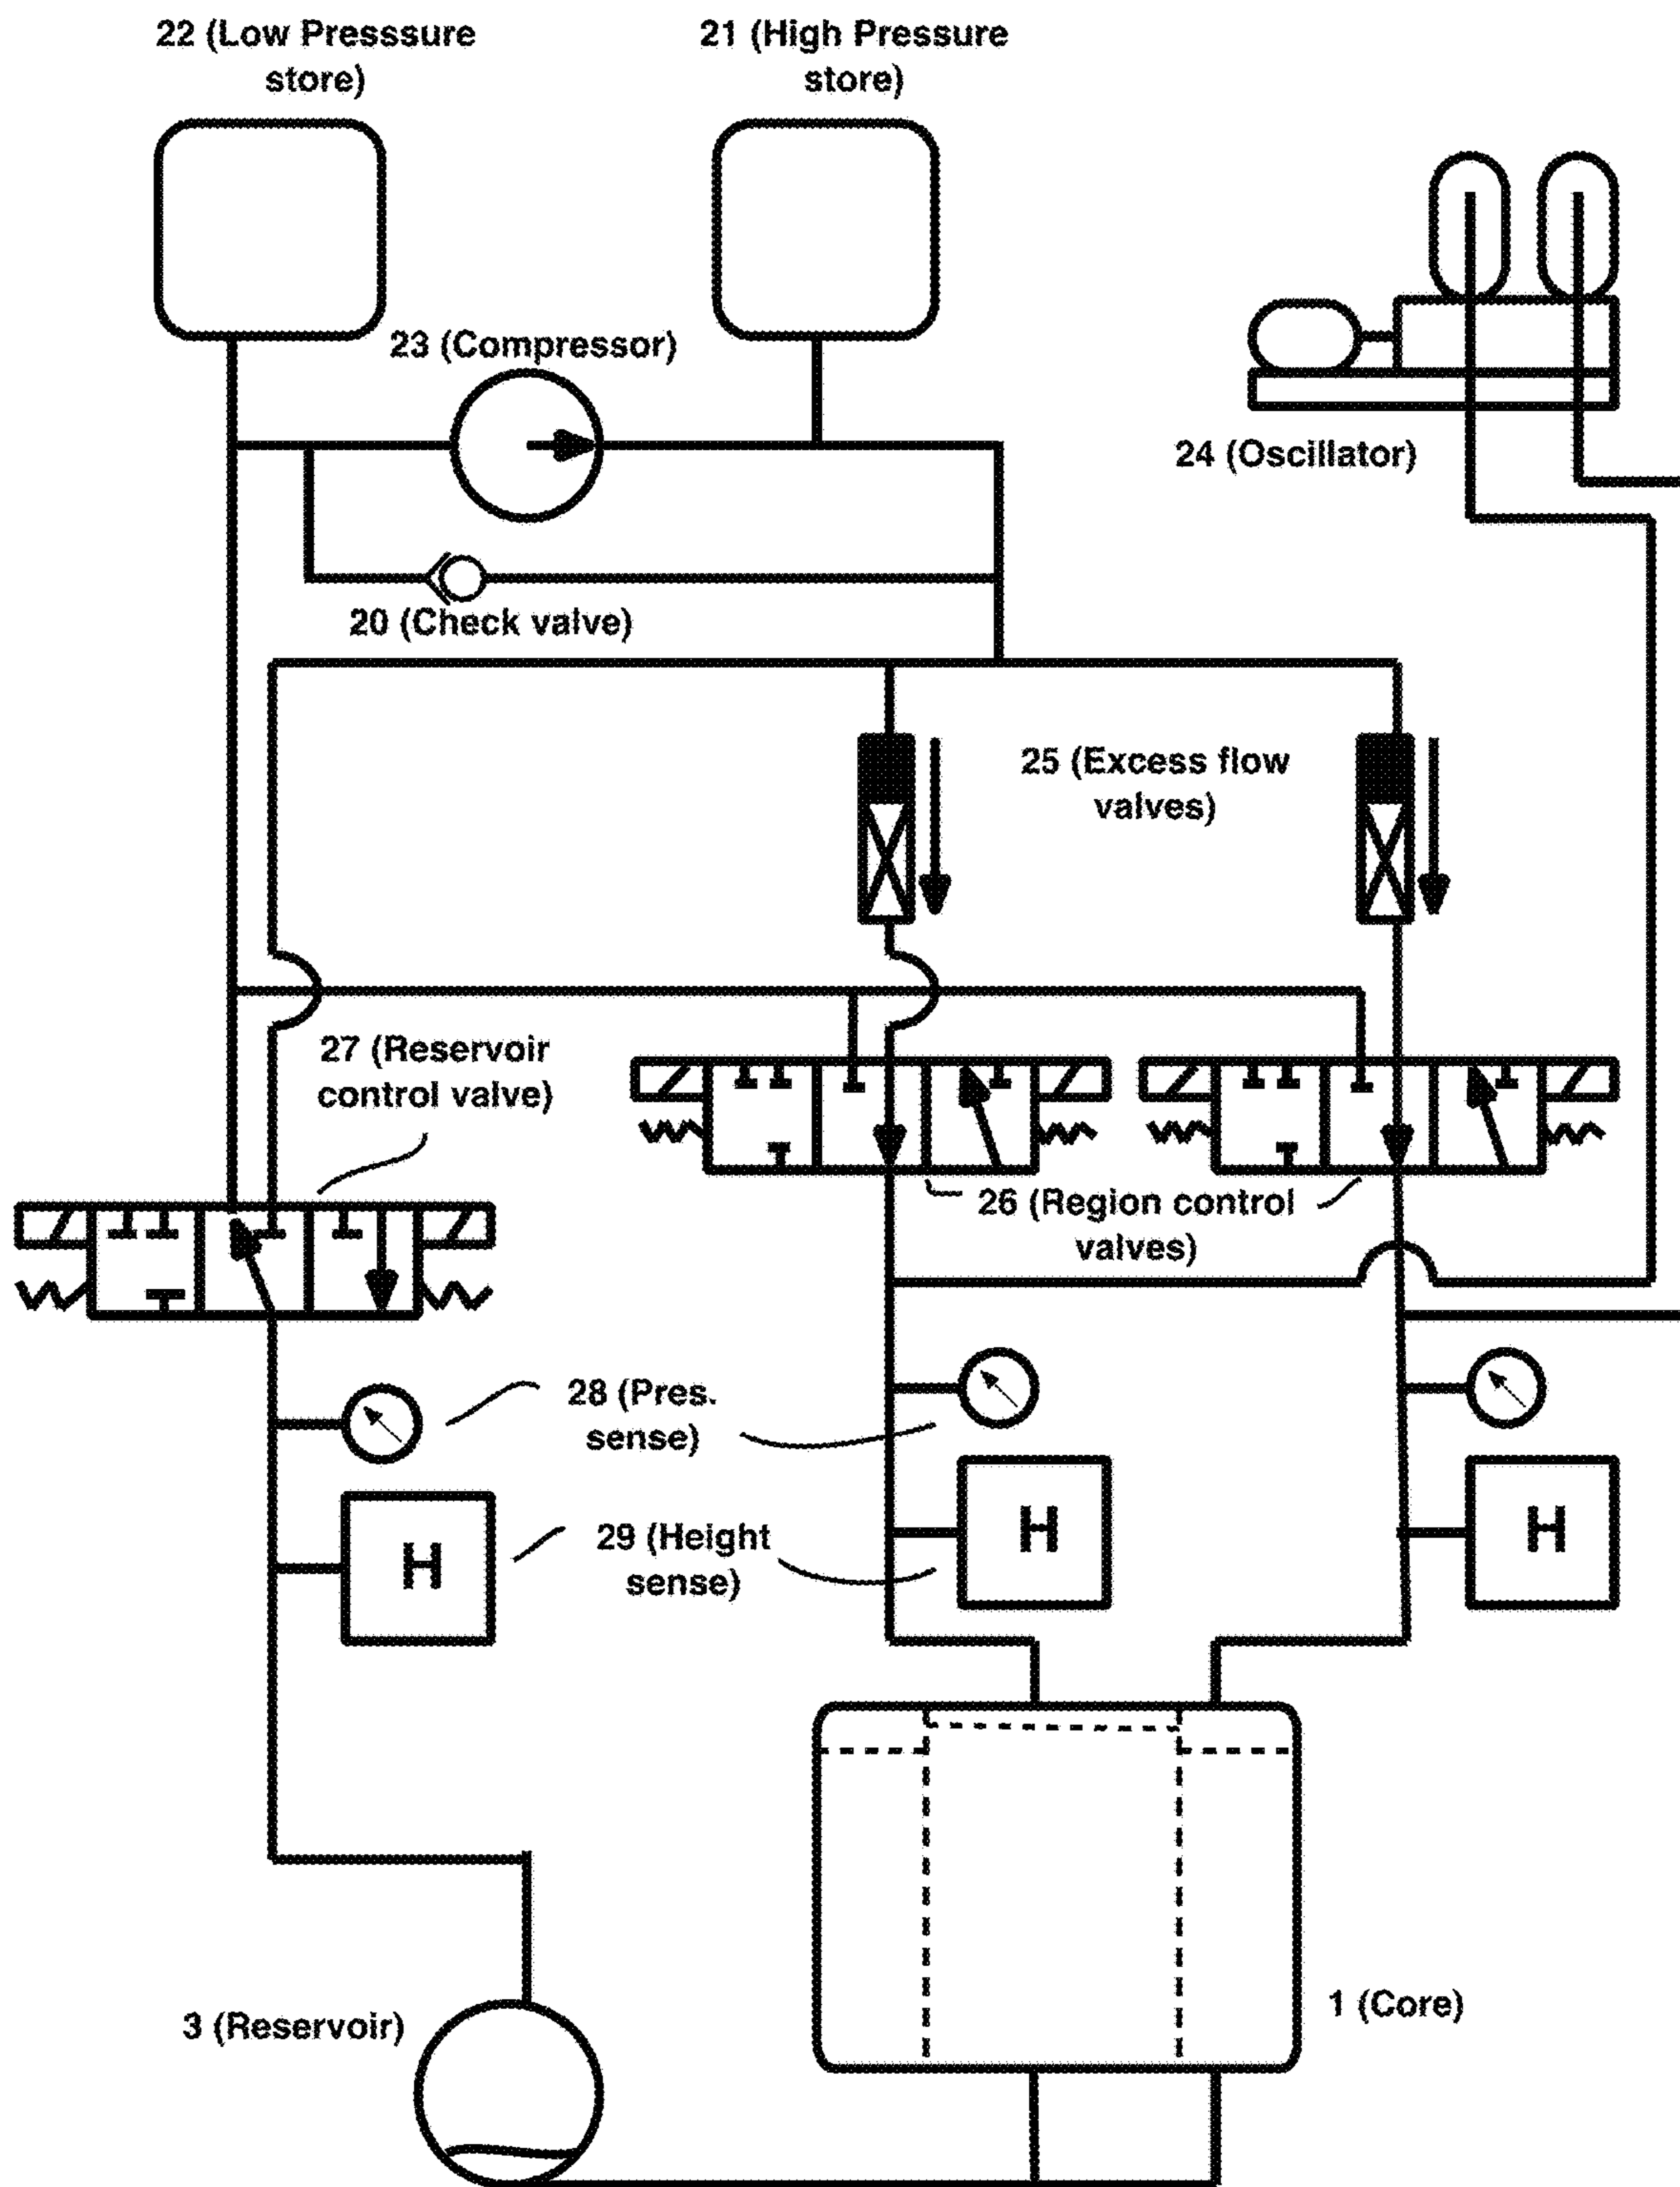 22 (Low Presssure
store)
21 (High Pressure
store)
23 (Compressor)
24 (Oscillator)
20 (Check valve)
25 (Excess flow
valves)
27 (Reservoir
control valve)
26 (Region control
valves)
28 (Pres.
sense)
29 (Height
sense)
H
H
H
3 (Reservoir)
1 (Core)